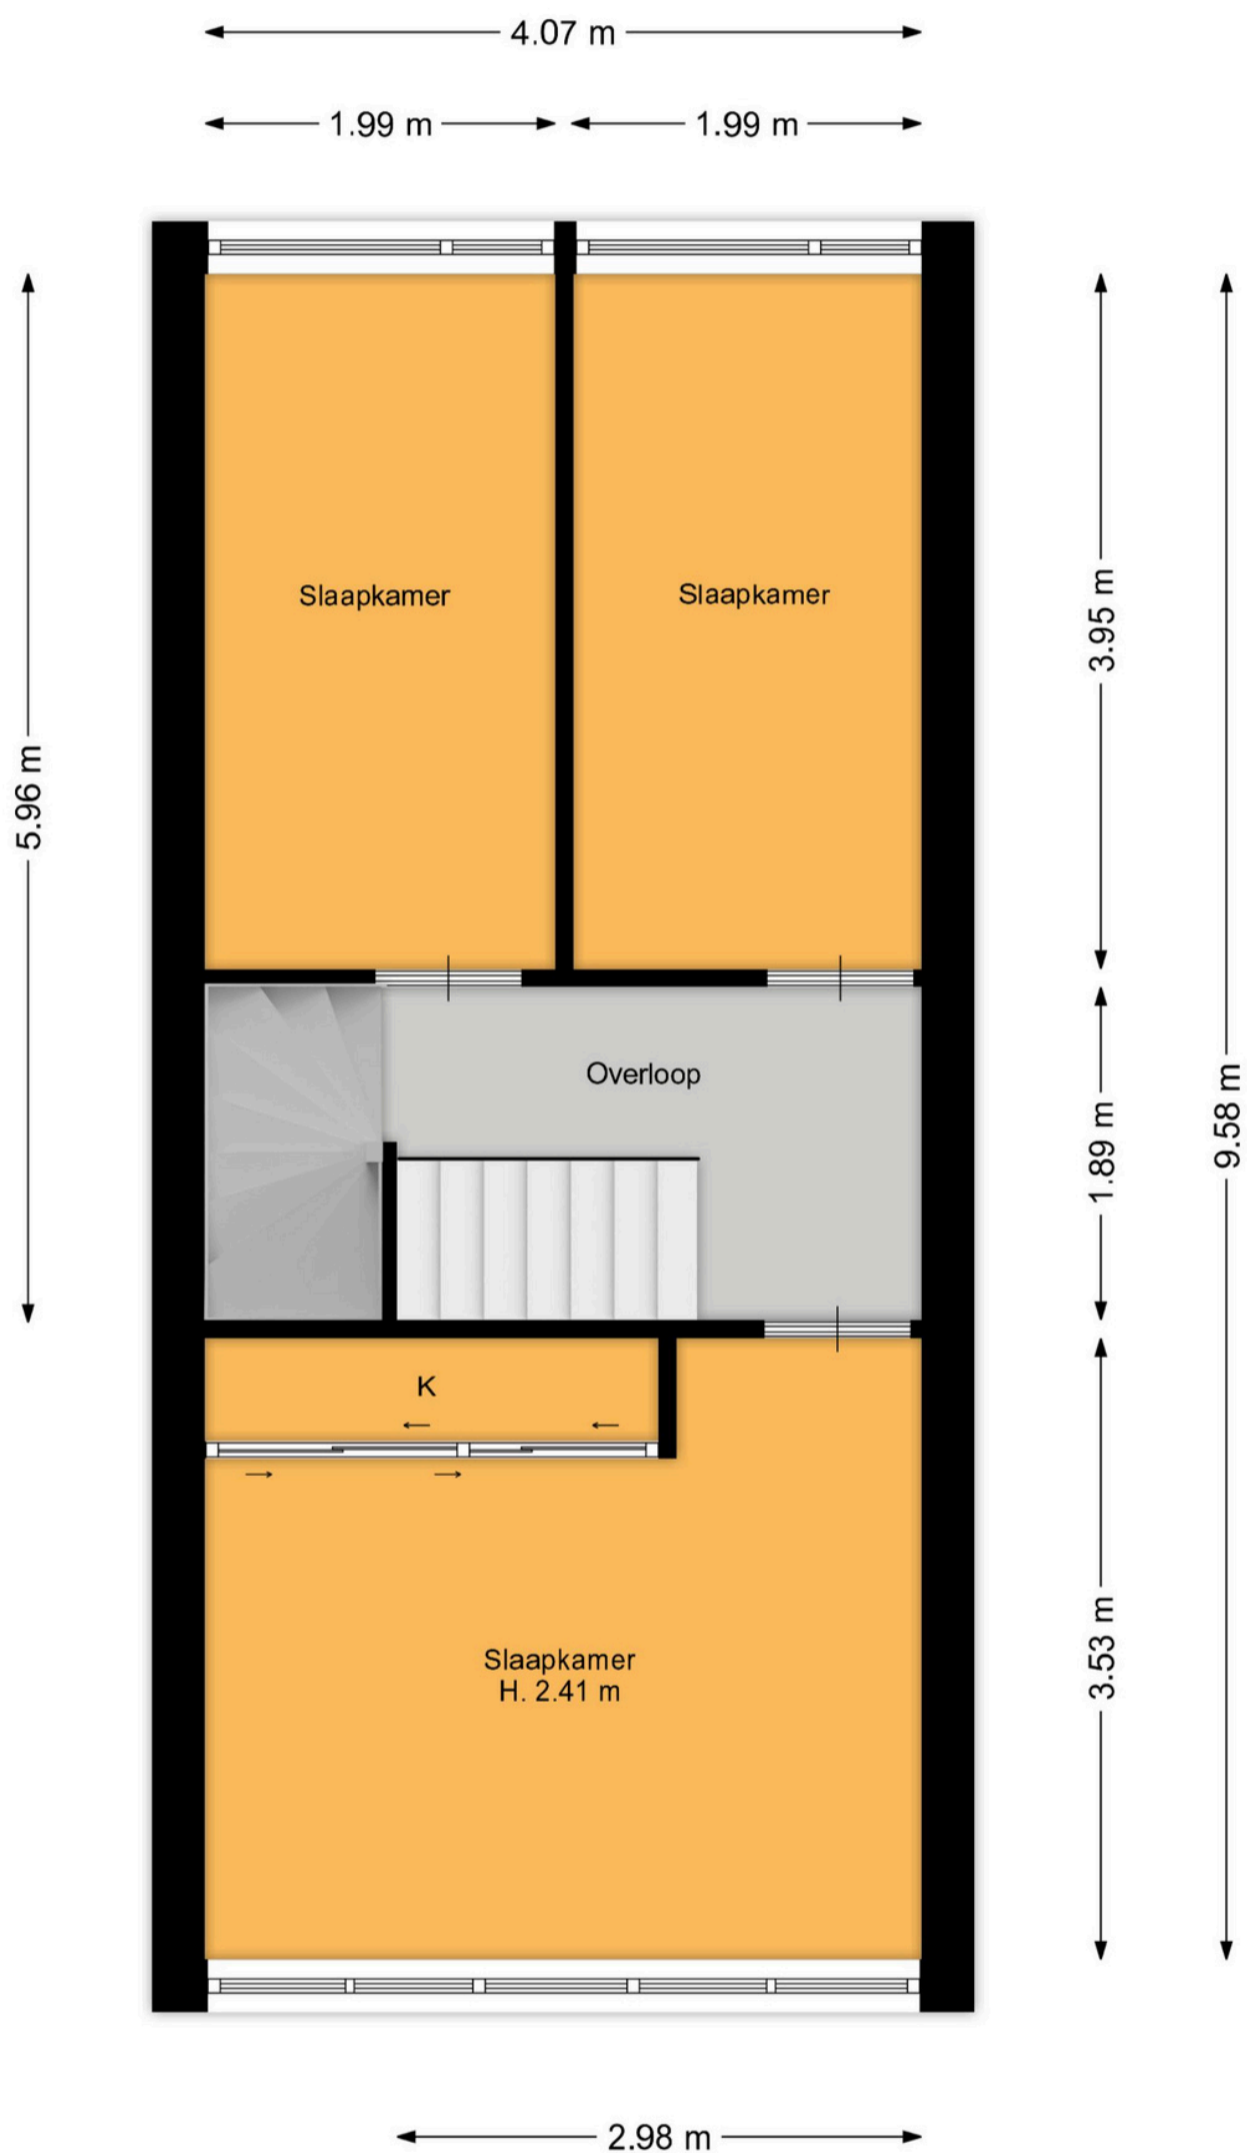 4.07 m
1.99 m
1.99 m
Slaapkamer
Slaapkamer
3.95 m
5.96 m
Overloop
1.89 m
9.58 m
K
Slaapkamer
H. 2.41 m
3.53 m
2.98 m